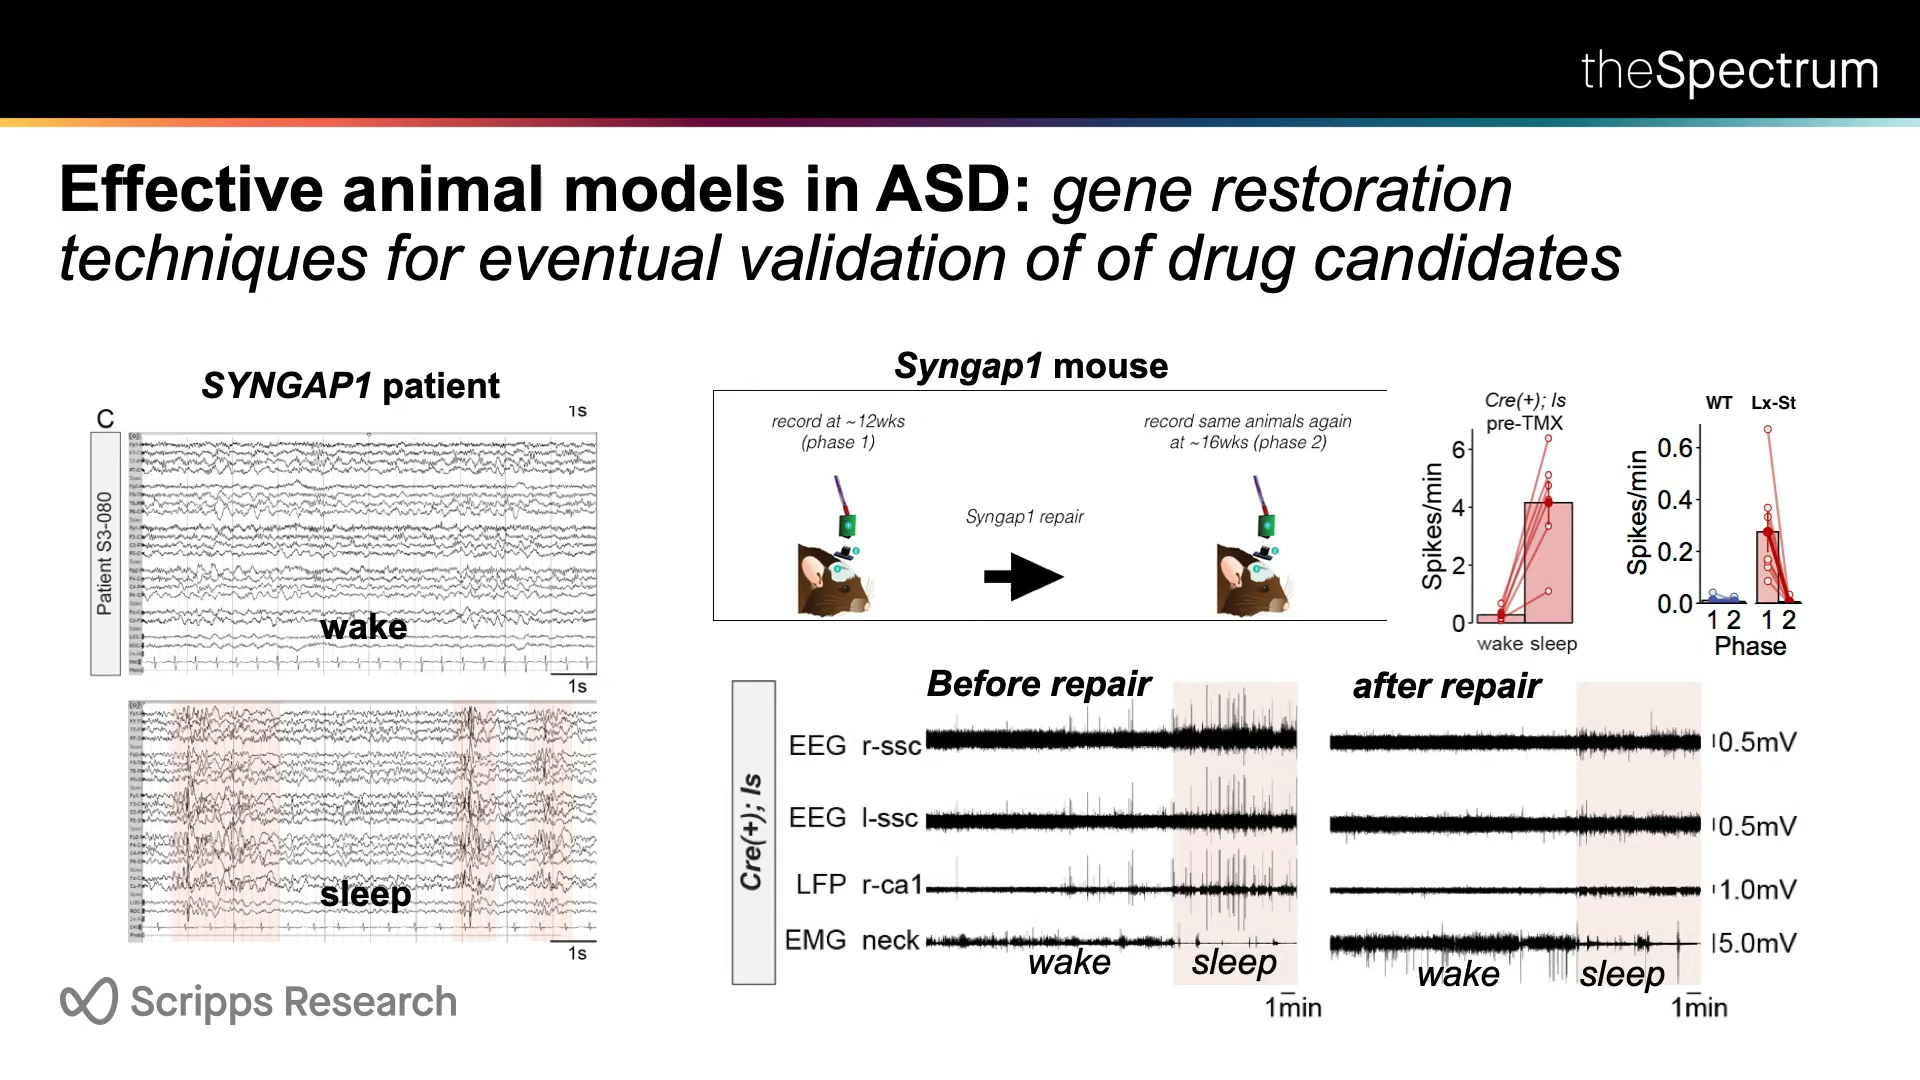 theSpectrum
Effective animal models in ASD: gene restoration
techniques for eventual validation of of drug candidates
SYNGAP1 patient
1s
C
Patient S3-080
wake
1s
sleep
1s
Scripps Research
Syngap1 mouse
record at ~12wks
(phase 1)
record same animals again
at ~16wks (phase 2)
Syngap1 repair
Cre(+); ls
pre-TMX
Spikes/min
6
4
2
0
wake sleep
WT Lx-St
Spikes/min
0.6
0.4
0.2
0.0
1 2 1 2
Phase
Before repair
after repair
Cre(+); ls
EEG r-ssc
0.5mV
EEG l-ssc
0.5mV
LFP r-ca1
1.0mV
EMG neck
5.0mV
wake sleep
wake sleep
1min
1min